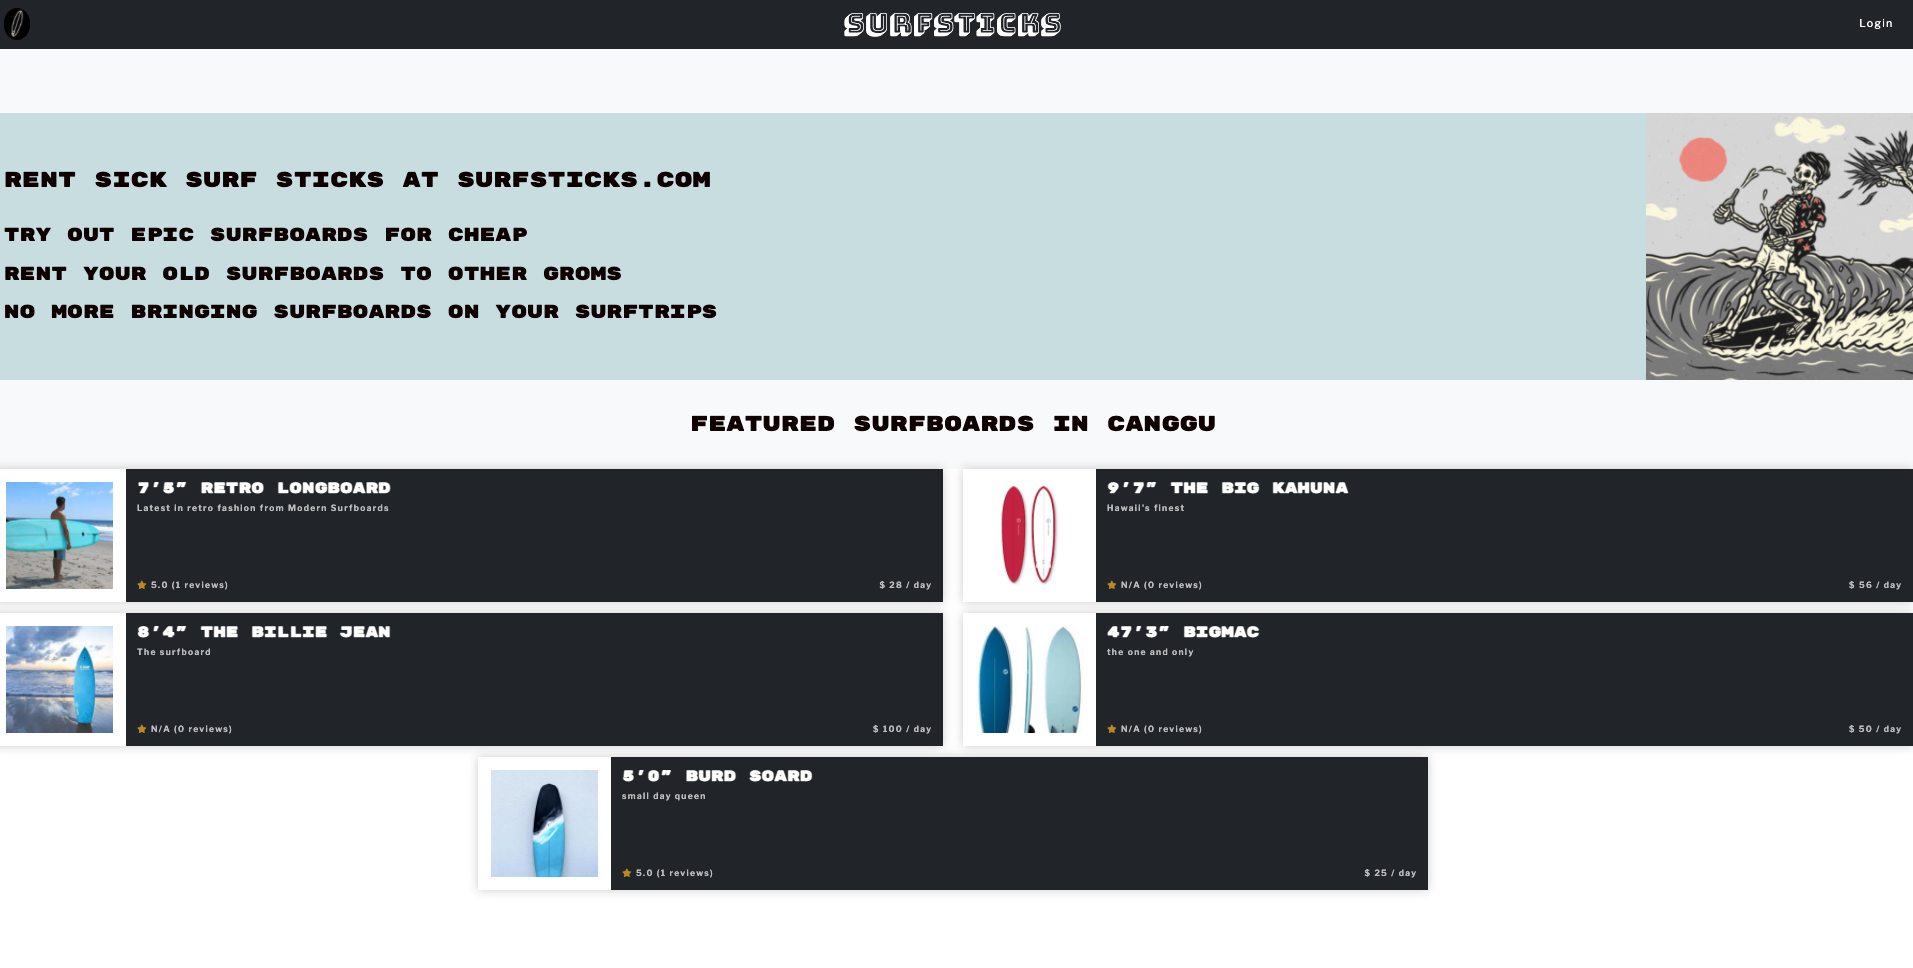 SURFSTICKS
Login
RENT SICK SURF STICKS AT SURFSTICKS.COM
TRY OUT EPIC SURFBOARDS FOR CHEAP
RENT YOUR OLD SURFBOARDS TO OTHER GROMS
NO MORE BRINGING SURFBOARDS ON YOUR SURFTRIPS
FEATURED SURFBOARDS IN CANGGU
7'5" RETRO LONGBOARD
Latest in retro fashion from Modern Surfboards
5.0 (1 reviews)
$ 28 / day
9'7" THE BIG KAHUNA
Hawaii's finest
N/A (0 reviews)
$ 56 / day
8'4" THE BILLIE JEAN
The surfboard
N/A (0 reviews)
$ 100 / day
47'3" BIGMAC
the one and only
N/A (0 reviews)
$ 50 / day
5'0" BURD SOARD
small day queen
5.0 (1 reviews)
$ 25 / day